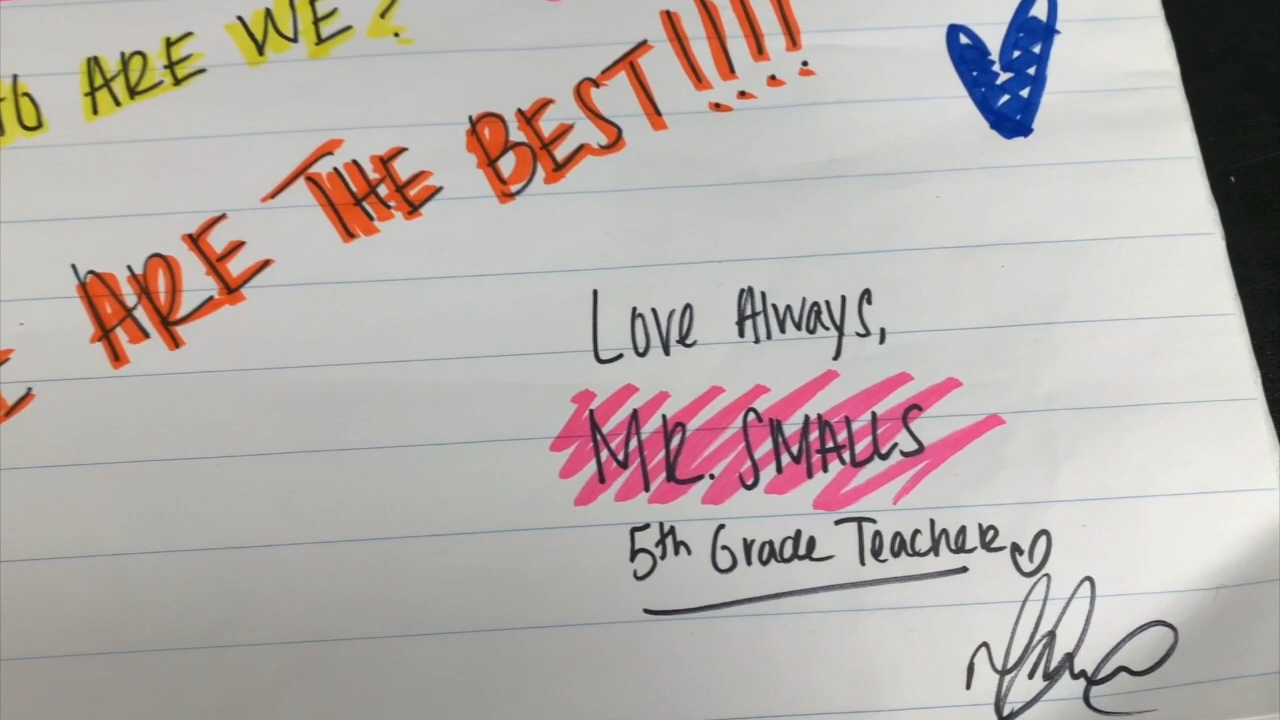 ARE WE?
ARE THE BEST!!!!
Love Always,
MR. SMALLS
5th Grade Teacher